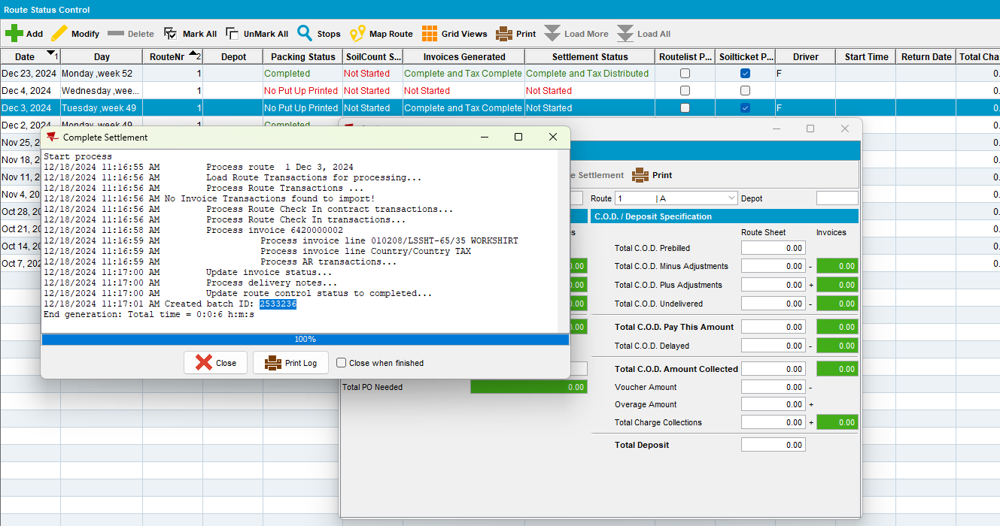 Route Status Control
Add Modify Delete Mark All UnMark All Stops Map Route Grid Views Print Load More Load All
Date 1 Day RouteNr 2 Depot Packing Status SoilCount S... Invoices Generated Settlement Status Routelist P... Soilticket P... Driver Start Time Return Date Total Cha
Dec 23, 2024 Monday ,week 52 1 Completed Not Started Complete and Tax Complete Complete and Tax Distributed F 0.
Dec 4, 2024 Wednesday ,wee... 1 No Put Up Printed Not Started Not Started Not Started 0.
Dec 3, 2024 Tuesday ,week 49 1 No Put Up Printed Not Started Complete and Tax Complete Not Started F 0.
Dec 2, 2024 Monday ,week 49 1 Completed 0.
Nov 25, 2 0.
Nov 18, 2 0.
Nov 11, 2 0.
Nov 4, 20 0.
Oct 28, 20 0.
Oct 21, 20 0.
Oct 14, 20 0.
Oct 7, 202 0.
Complete Settlement
Start process
12/18/2024 11:16:55 AM Process route 1 Dec 3, 2024
12/18/2024 11:16:56 AM Load Route Transactions for processing...
12/18/2024 11:16:56 AM Process Route Transactions ...
12/18/2024 11:16:56 AM No Invoice Transactions found to import!
12/18/2024 11:16:56 AM Process Route Check In contract transactions...
12/18/2024 11:16:56 AM Process Route Check In transactions...
12/18/2024 11:16:58 AM Process invoice 6420000002
12/18/2024 11:16:59 AM Process invoice line 010208/LSSHT-65/35 WORKSHIRT
12/18/2024 11:16:59 AM Process invoice line Country/Country TAX
12/18/2024 11:16:59 AM Process AR transactions...
12/18/2024 11:17:00 AM Update invoice status...
12/18/2024 11:17:00 AM Process delivery notes...
12/18/2024 11:17:00 AM Update route control status to completed...
12/18/2024 11:17:01 AM Created batch ID: 2533236
End generation: Total time = 0:0:6 h:m:s
100%
Close Print Log Close when finished
e Settlement Print
Route 1 | A Depot
C.O.D. / Deposit Specification
s Route Sheet Invoices
Total C.O.D. Prebilled 0.00
0.00 Total C.O.D. Minus Adjustments 0.00 - 0.00
0.00 Total C.O.D. Plus Adjustments 0.00 + 0.00
0.00 Total C.O.D. Undelivered 0.00 - 0.00
.00 Total C.O.D. Pay This Amount 0.00 0.00
Total C.O.D. Delayed 0.00 - 0.00
Total C.O.D. Amount Collected 0.00 0.00
Total PO Needed 0.00 Voucher Amount 0.00 -
Overage Amount 0.00 +
Total Charge Collections 0.00 + 0.00
Total Deposit 0.00